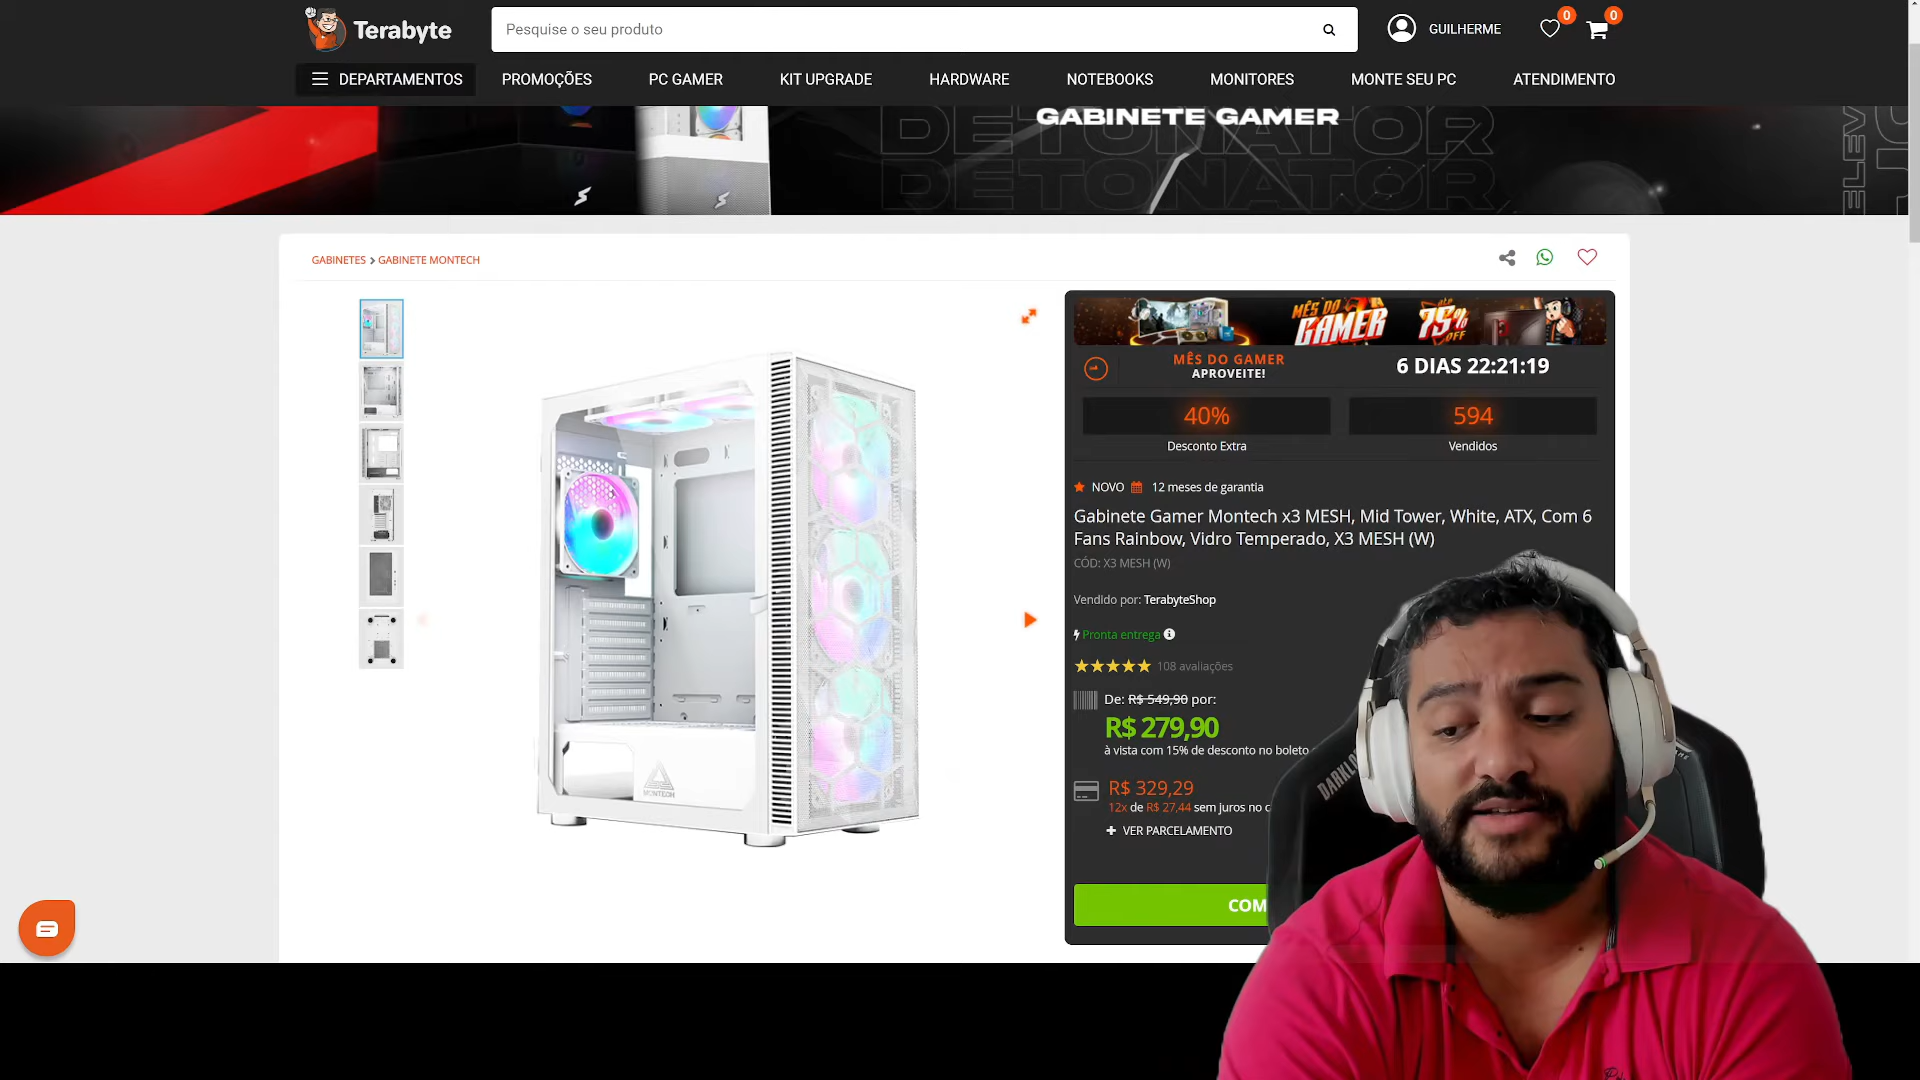 Terabyte
Pesquise o seu produto
GUILHERME
0
0
DEPARTAMENTOS
PROMOÇÕES
PC GAMER
KIT UPGRADE
HARDWARE
NOTEBOOKS
MONITORES
MONTE SEU PC
ATENDIMENTO
GABINETE GAMER
DETONATOR
DETONATOR
ELEV
GABINETES > GABINETE MONTECH
MÊS DO
GAMER
ATÉ
75%
OFF
MÊS DO GAMER
APROVEITE!
6 DIAS 22:21:19
40%
Desconto Extra
594
Vendidos
NOVO
12 meses de garantia
Gabinete Gamer Montech x3 MESH, Mid Tower, White, ATX, Com 6
Fans Rainbow, Vidro Temperado, X3 MESH (W)
CÓD: X3 MESH (W)
Vendido por: TerabyteShop
Pronta entrega
108 avaliações
De: R$ 549,90 por:
R$ 279,90
à vista com 15% de desconto no boleto
R$ 329,29
12x de R$ 27,44 sem juros no c
+ VER PARCELAMENTO
COM
MONTECH
DARKLO